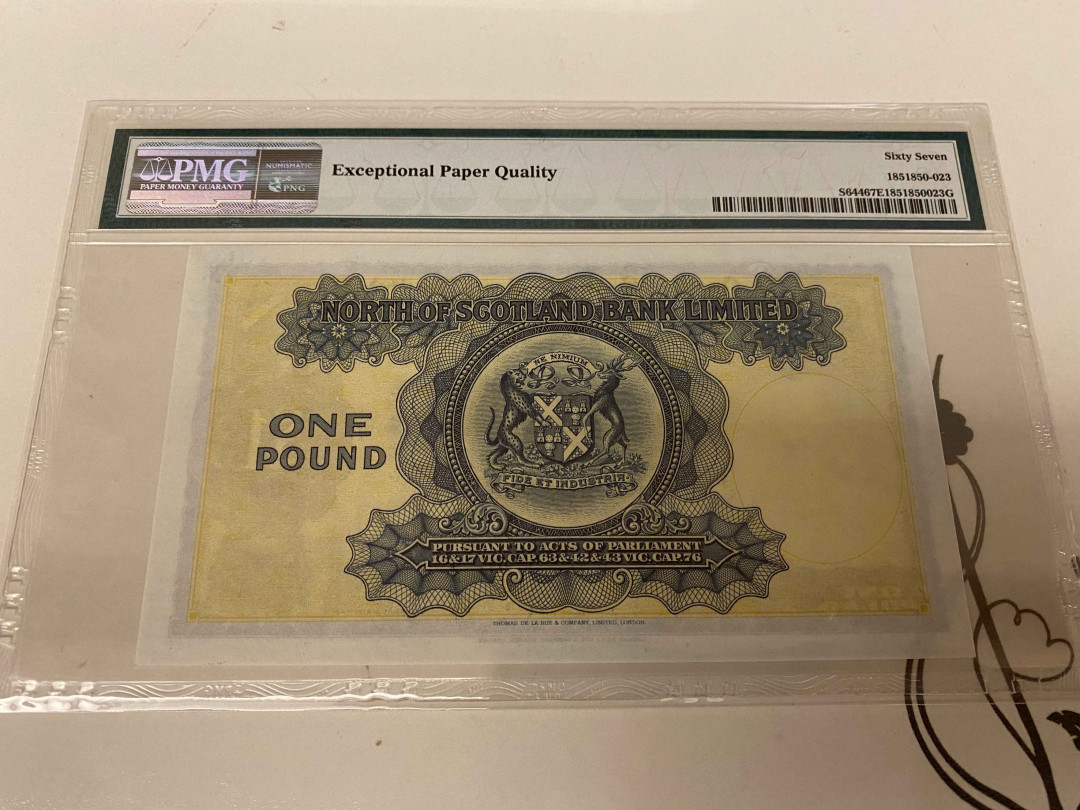 PMG
PAPER MONEY GUARANTY
NUMISMATIC
PNG
Exceptional Paper Quality
Sixty Seven
1851850-023
S64467E1851850023G
NORTH OF SCOTLAND BANK LIMITED
NE NIMIUM
ONE
POUND
FIDE ET INDUSTRIA
PURSUANT TO ACTS OF PARLIAMENT
16&17 VIC. CAP. 63 & 42 & 43 VIC. CAP. 76
THOMAS DE LA RUE & COMPANY, LIMITED, LONDON